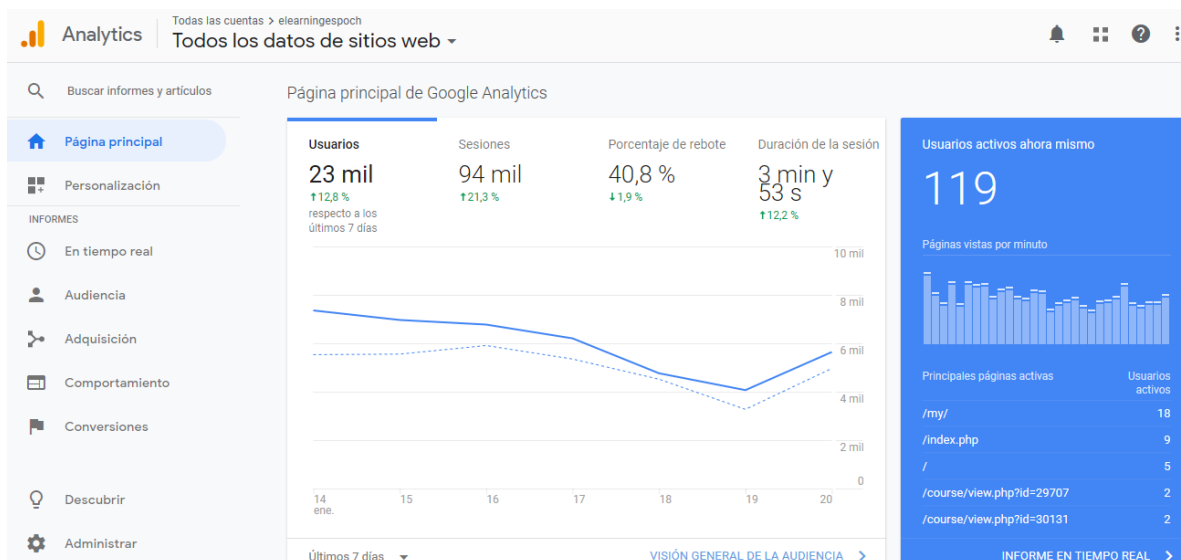 Analytics
Todas las cuentas > elearningespoch
Todos los datos de sitios web
Buscar informes y artículos
Página principal
Personalización
INFORMES
En tiempo real
Audiencia
Adquisición
Comportamiento
Conversiones
Descubrir
Administrar
Página principal de Google Analytics
Usuarios
23 mil
↑12,8 %
respecto a los
últimos 7 días
Sesiones
94 mil
↑21,3 %
Porcentaje de rebote
40,8 %
↓1,9 %
Duración de la sesión
3 min y
53 s
↑12,2 %
10 mil
8 mil
6 mil
4 mil
2 mil
0
14 15 16 17 18 19 20
ene.
Últimos 7 días
VISIÓN GENERAL DE LA AUDIENCIA >
Usuarios activos ahora mismo
119
Páginas vistas por minuto
Principales páginas activas Usuarios
activos
/my/ 18
/index.php 9
/ 5
/course/view.php?id=29707 2
/course/view.php?id=30131 2
INFORME EN TIEMPO REAL >